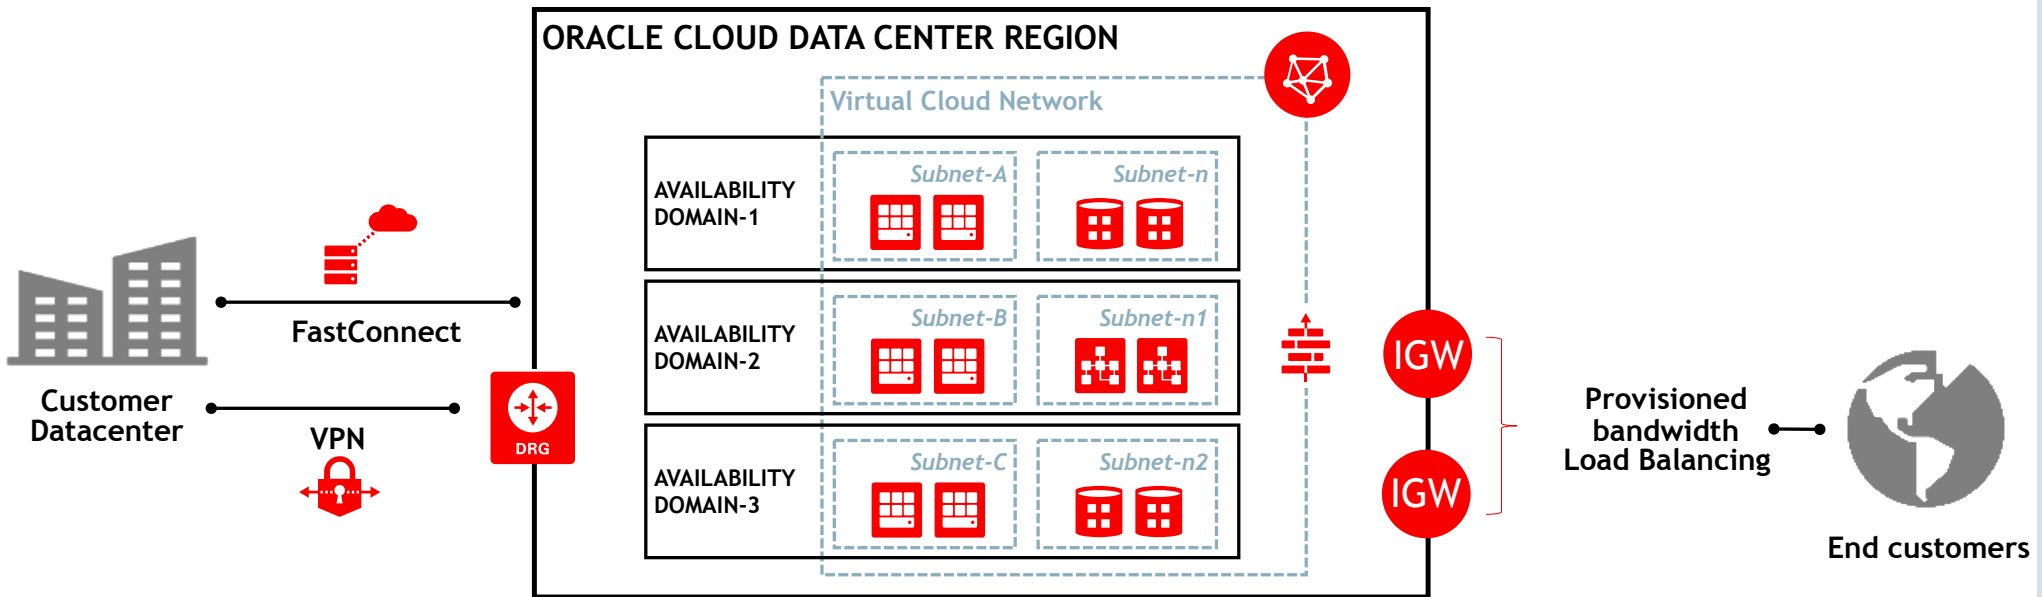 ORACLE CLOUD DATA CENTER REGION
Virtual Cloud Network
AVAILABILITY
DOMAIN-1
Subnet-A
Subnet-n
AVAILABILITY
DOMAIN-2
Subnet-B
Subnet-n1
AVAILABILITY
DOMAIN-3
Subnet-C
Subnet-n2
FastConnect
Customer
Datacenter
VPN
DRG
IGW
IGW
Provisioned
bandwidth
Load Balancing
End customers